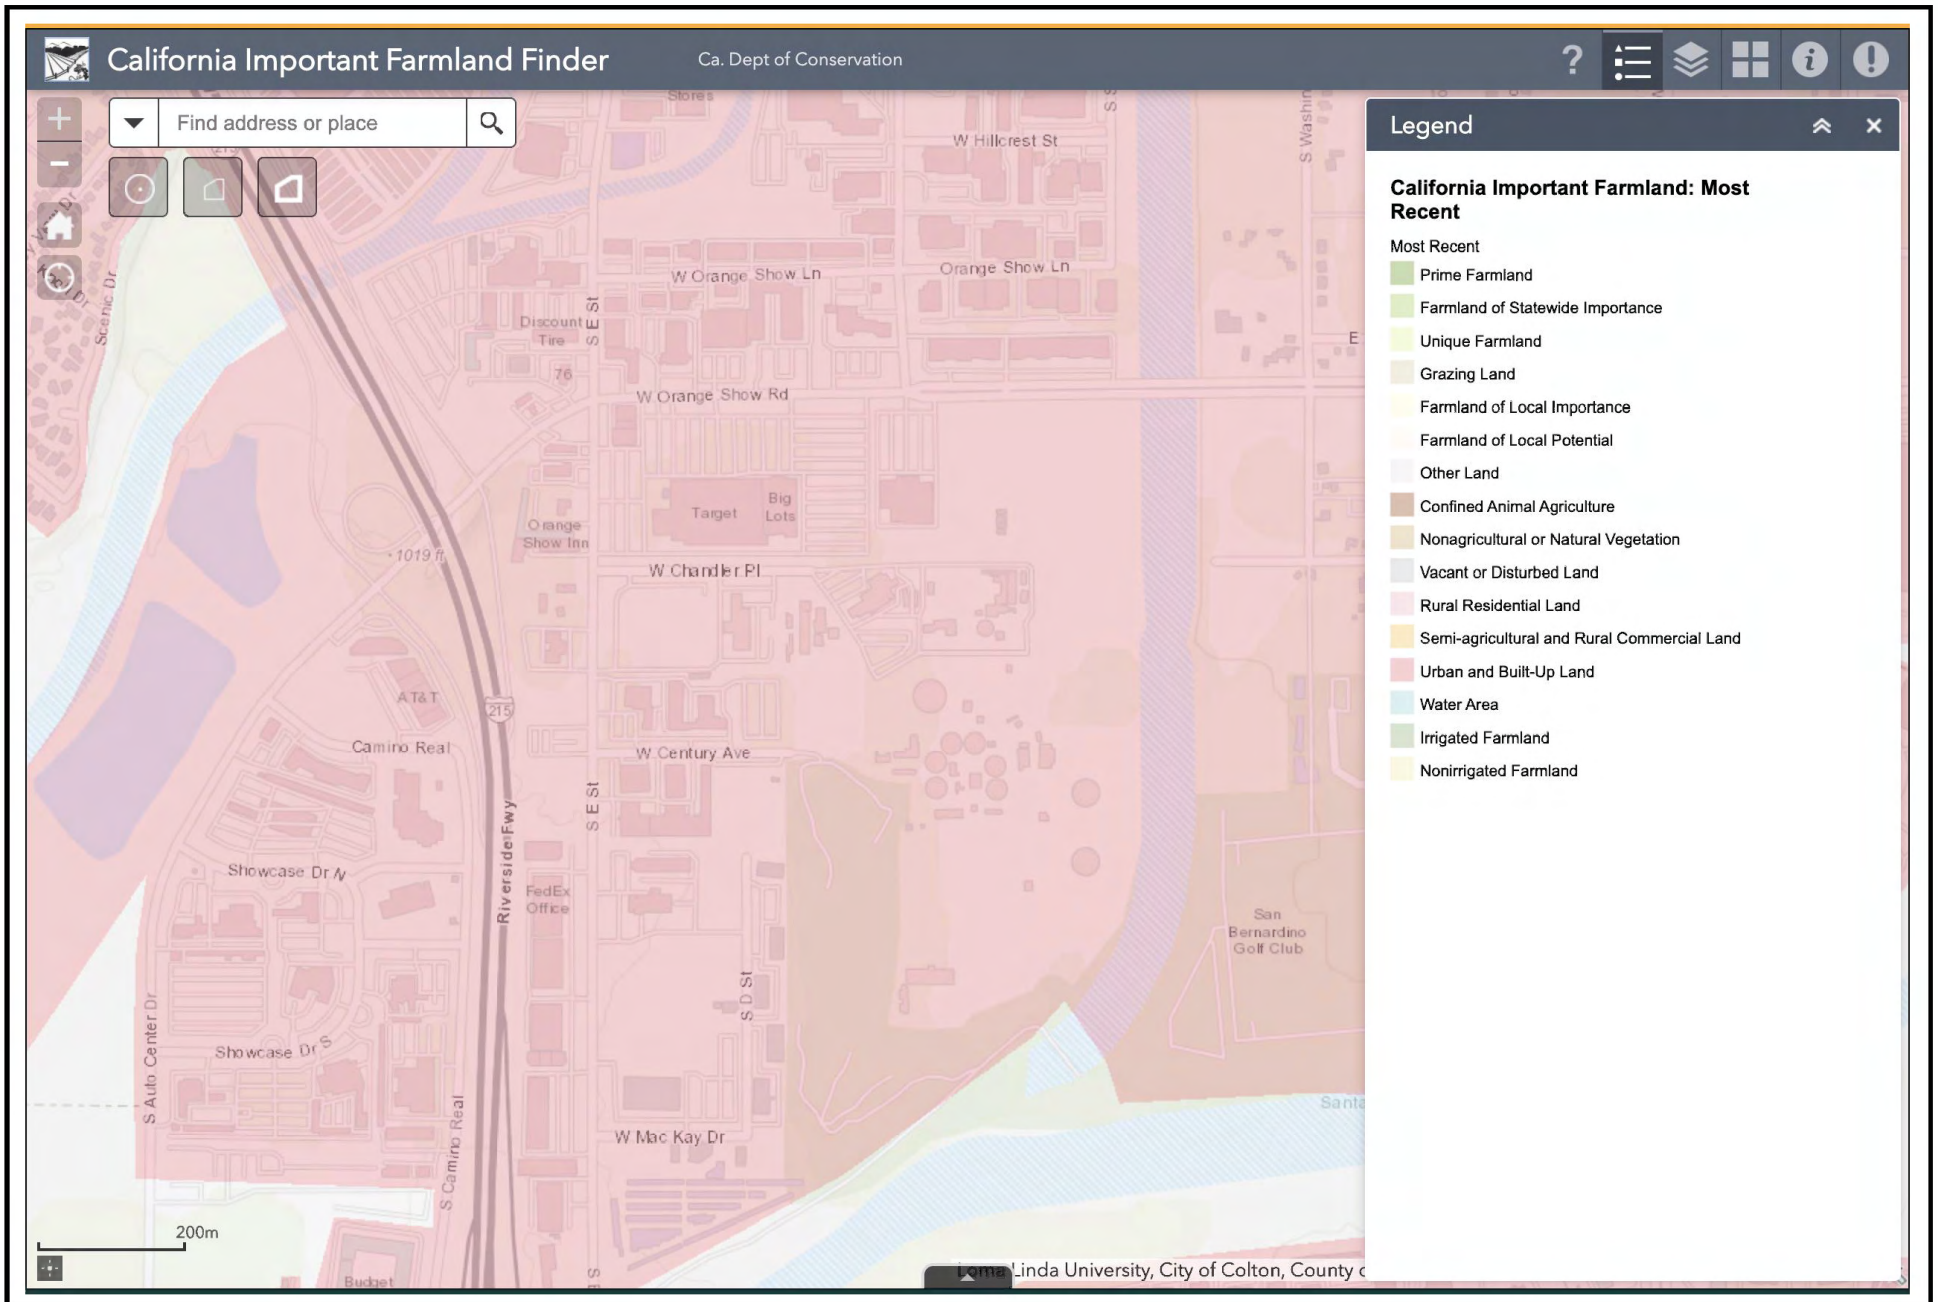 California Important Farmland Finder
Ca. Dept of Conservation
?
Find address or place
Stores
W Hillcrest St
S Washin
Scenic Dr
W Orange Show Ln
Orange Show Ln
Discount
Tire
S E St
76
E
W Orange Show Rd
Target
Big
Lots
Orange
Show Inn
1019 ft
W Chandler Pl
AT&T
215
Camino Real
W Century Ave
S E St
Riverside Fwy
Showcase Dr N
FedEx
Office
San
Bernardino
Golf Club
S D St
S Auto Center Dr
Showcase Dr S
S Camino Real
Santa
W Mac Kay Dr
200m
Budget
S E
Loma Linda University, City of Colton, County o
Legend
California Important Farmland: Most
Recent
Most Recent
Prime Farmland
Farmland of Statewide Importance
Unique Farmland
Grazing Land
Farmland of Local Importance
Farmland of Local Potential
Other Land
Confined Animal Agriculture
Nonagricultural or Natural Vegetation
Vacant or Disturbed Land
Rural Residential Land
Semi-agricultural and Rural Commercial Land
Urban and Built-Up Land
Water Area
Irrigated Farmland
Nonirrigated Farmland